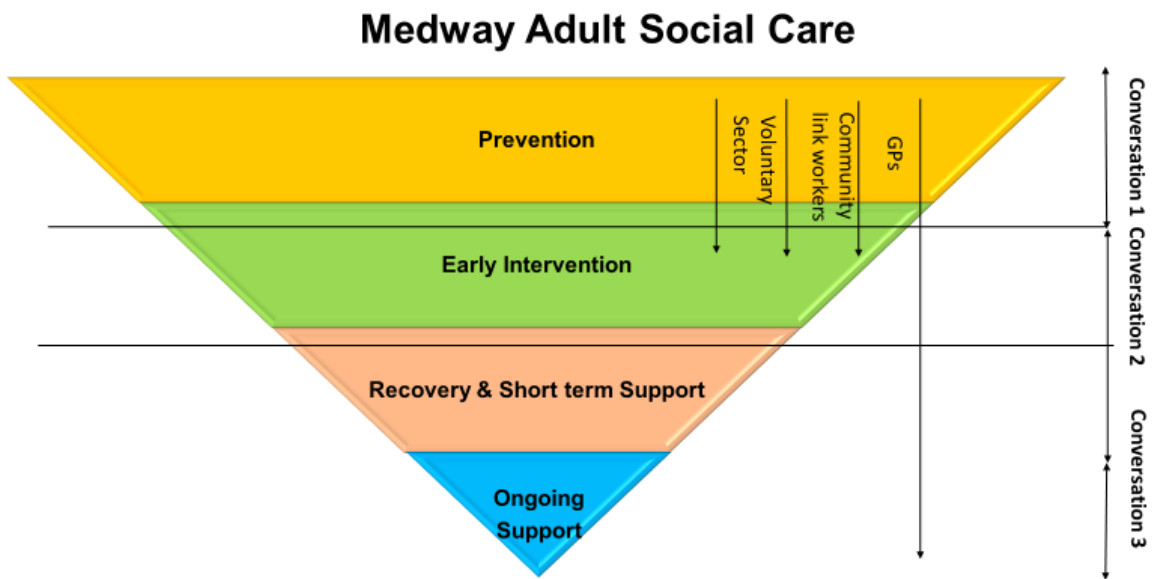 Medway Adult Social Care
Prevention
Voluntary
Sector
Community
link workers
GPs
Conversation 1
Early Intervention
Conversation 2
Recovery & Short term Support
Conversation 3
Ongoing
Support